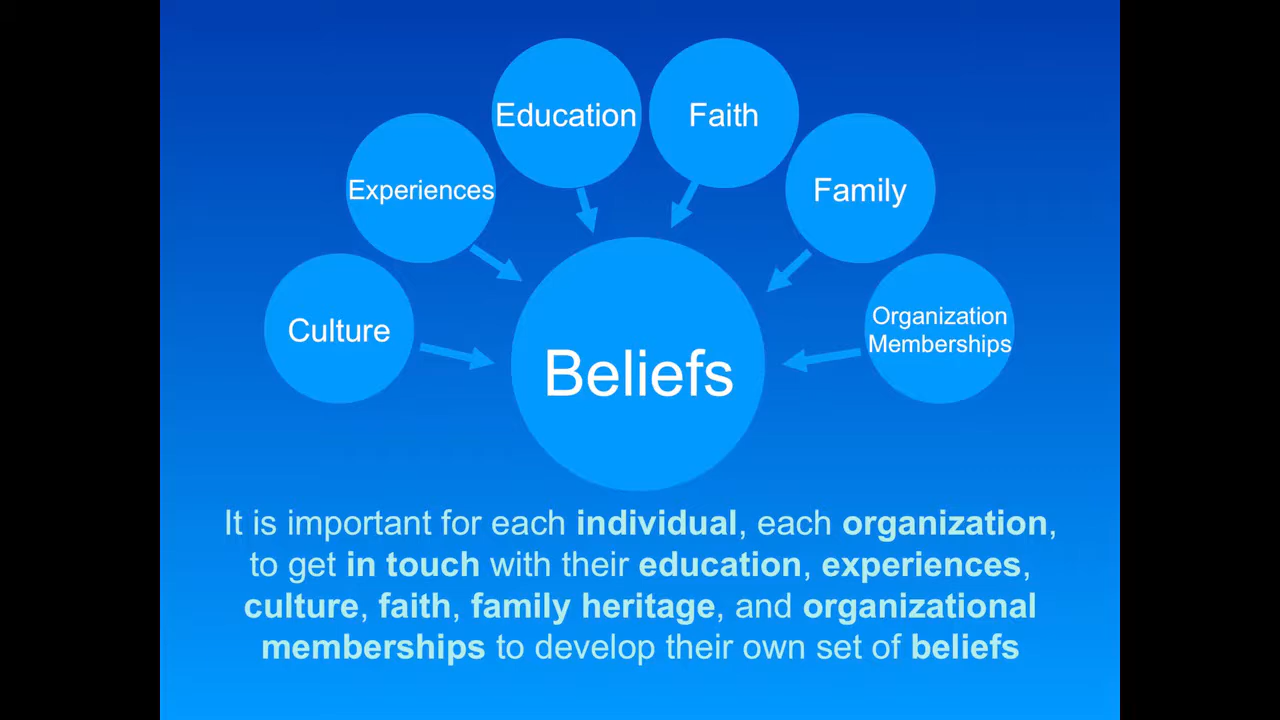 Education
Faith
Experiences
Family
Culture
Organization
Memberships
Beliefs
It is important for each individual, each organization,
to get in touch with their education, experiences,
culture, faith, family heritage, and organizational
memberships to develop their own set of beliefs